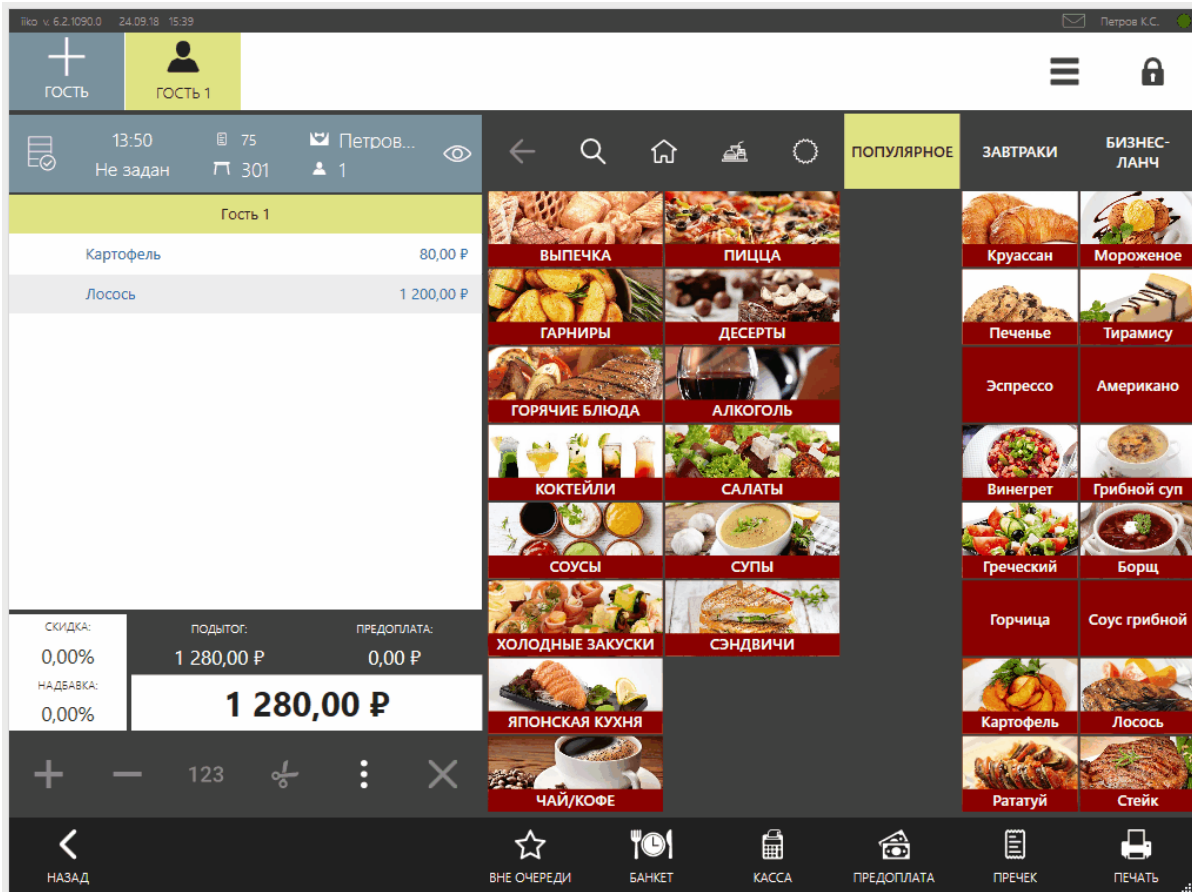 iiko v. 6.2.1090.0 24.09.18 15:39 Петров К.С.
ГОСТЬ
ГОСТЬ 1
13:50 75 Петров...
Не задан 301 1
ПОПУЛЯРНОЕ ЗАВТРАКИ БИЗНЕС-
ЛАНЧ
Гость 1
Картофель 80,00 ₽
Лосось 1 200,00 ₽
СКИДКА:
0,00%
НАДБАВКА:
0,00%
ПОДЫТОГ:
1 280,00 ₽
ПРЕДОПЛАТА:
0,00 ₽
1 280,00 ₽
123
ВЫПЕЧКА ПИЦЦА
ГАРНИРЫ ДЕСЕРТЫ
ГОРЯЧИЕ БЛЮДА АЛКОГОЛЬ
КОКТЕЙЛИ САЛАТЫ
СОУСЫ СУПЫ
ХОЛОДНЫЕ ЗАКУСКИ СЭНДВИЧИ
ЯПОНСКАЯ КУХНЯ
ЧАЙ/КОФЕ
Круассан Мороженое
Печенье Тирамису
Эспрессо Американо
Винегрет Грибной суп
Греческий Борщ
Горчица Соус грибной
Картофель Лосось
Рататуй Стейк
НАЗАД
ВНЕ ОЧЕРЕДИ
БАНКЕТ
КАССА
ПРЕДОПЛАТА
ПРЕЧЕК
ПЕЧАТЬ